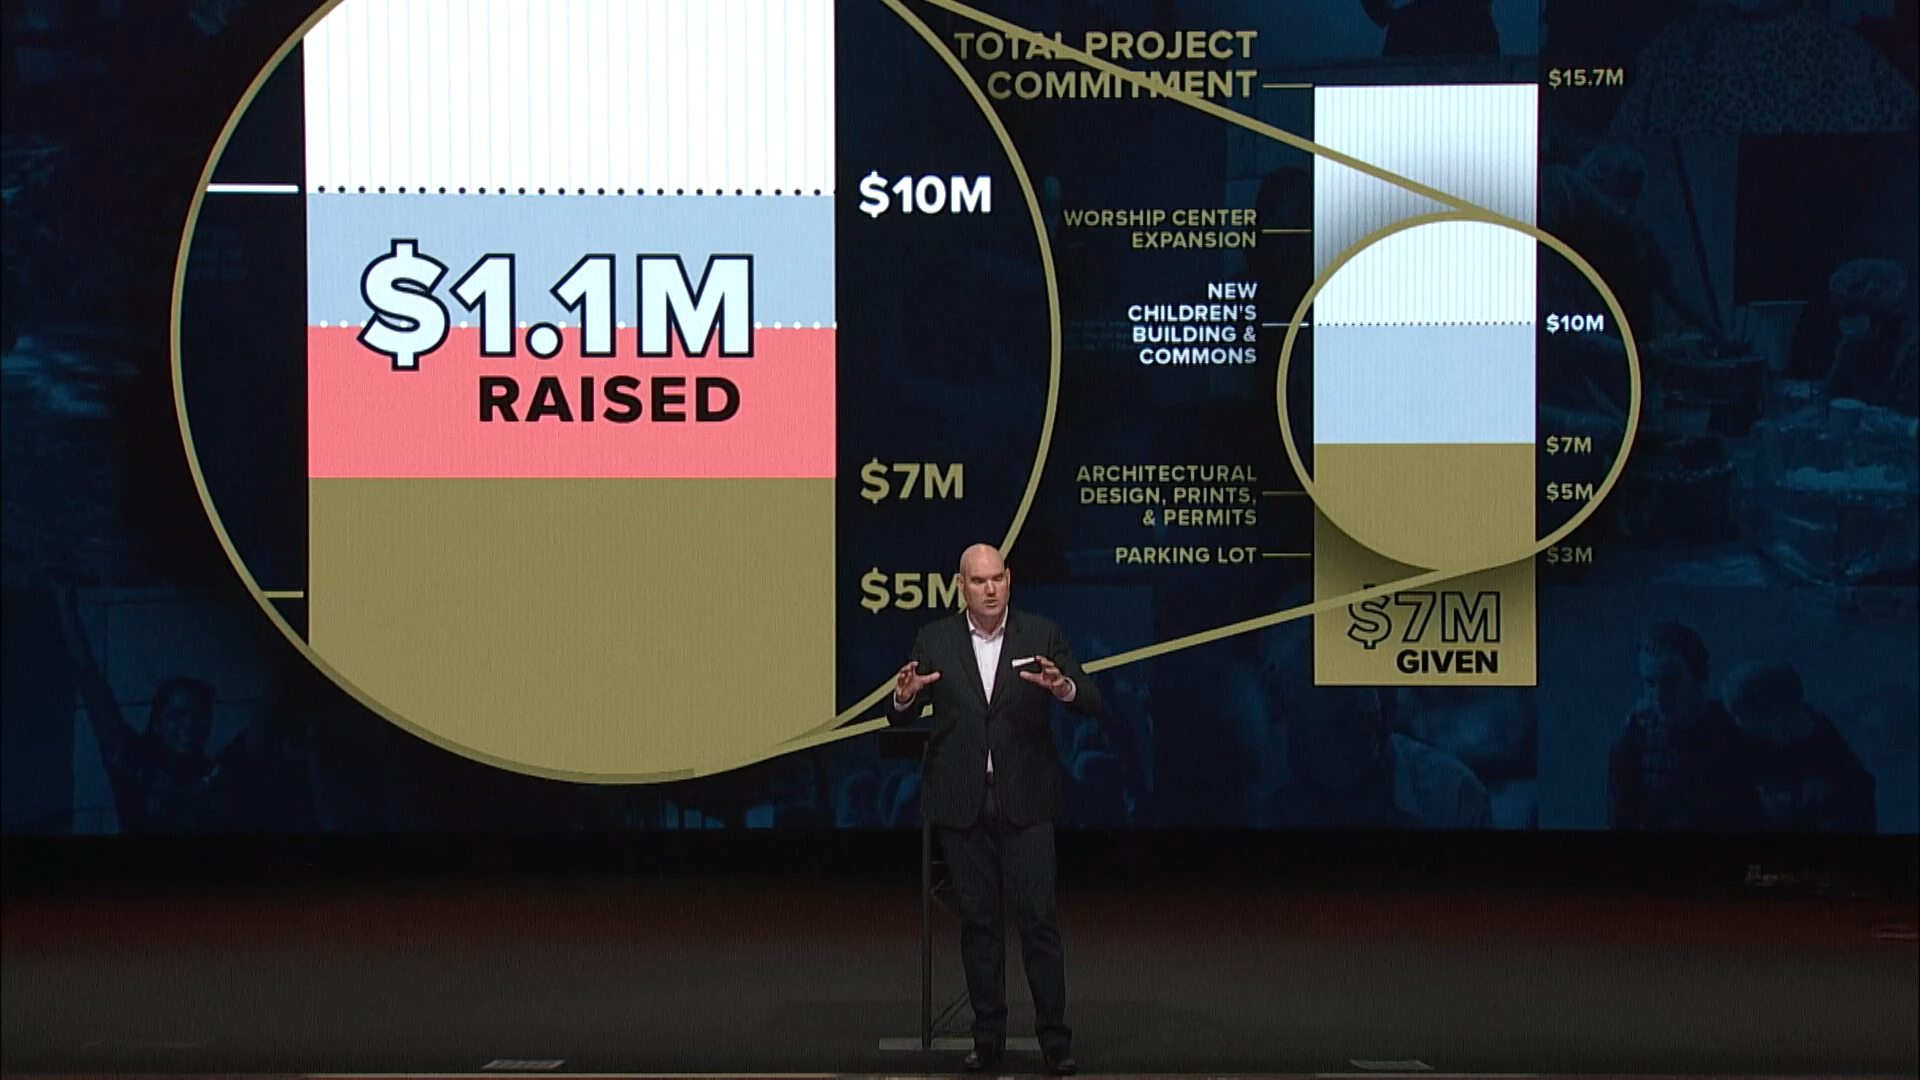 $10M
$1.1M
RAISED
$7M
$5M
TOTAL PROJECT
COMMITMENT
$15.7M
WORSHIP CENTER
EXPANSION
NEW
CHILDREN'S
BUILDING &
COMMONS
$10M
$7M
ARCHITECTURAL
DESIGN, PRINTS,
& PERMITS
$5M
PARKING LOT
$3M
$7M
GIVEN